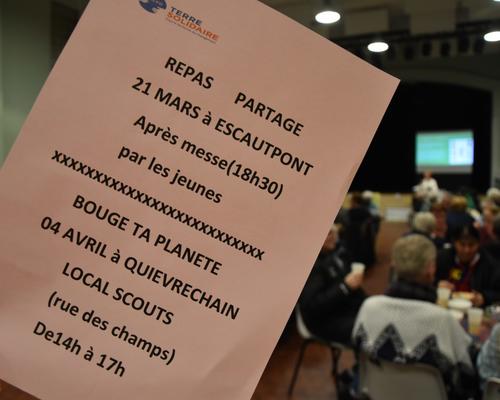 TERRE
SOLIDAIRE
REPAS PARTAGE
21 MARS à ESCAUTPONT
Après messe(18h30)
par les jeunes
xxxxxxxxxxxxxxxxxxxxxxxxxxx
BOUGE TA PLANETE
04 AVRIL à QUIEVRECHAIN
LOCAL SCOUTS
(rue des champs)
De14h à 17h